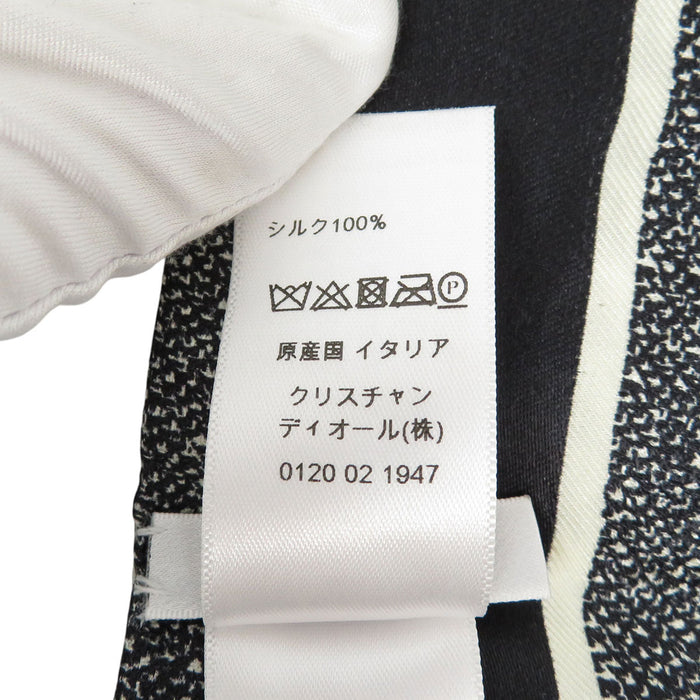 シルク100%
P
原産国 イタリア
クリスチャン
ディオール(株)
0120 02 1947